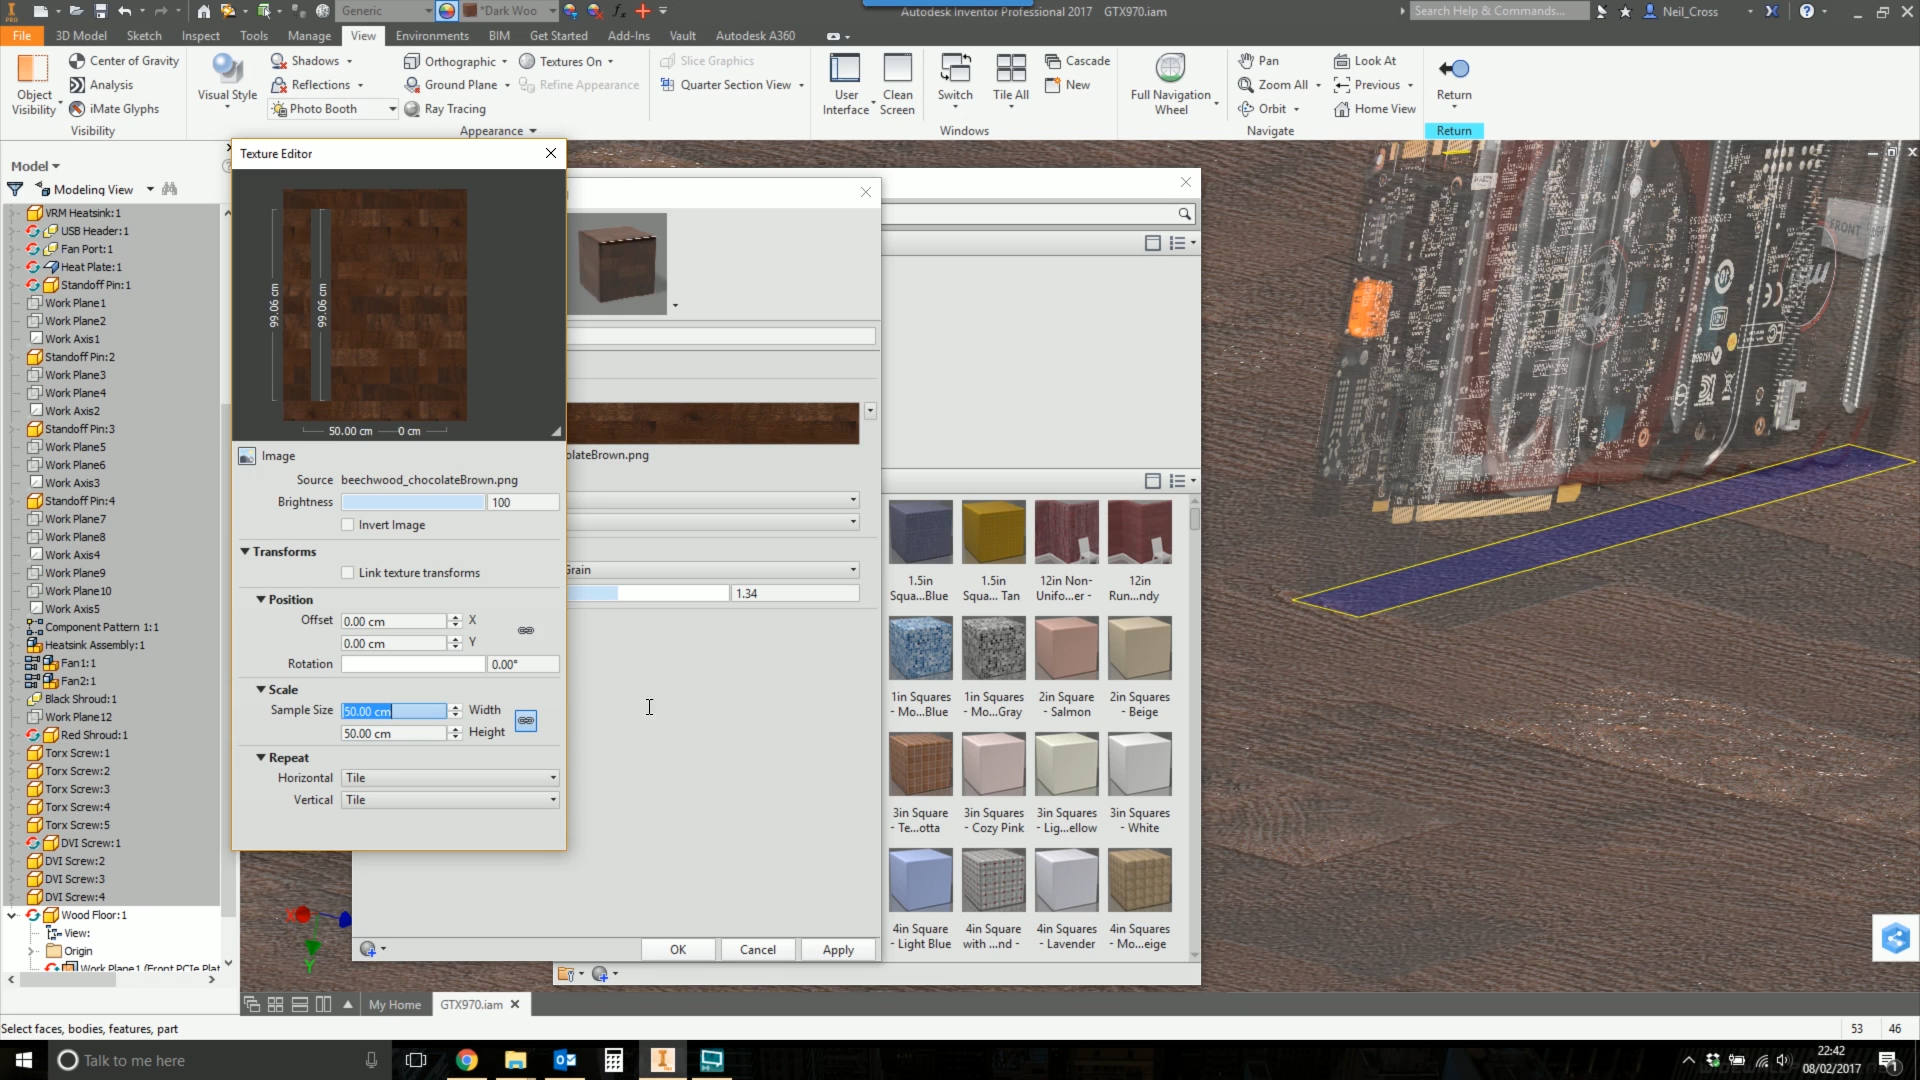 PRO
Generic
*Dark Woo
Autodesk Inventor Professional 2017 GTX970.iam
Search Help & Commands...
Neil_Cross
File 3D Model Sketch Inspect Tools Manage View Environments BIM Get Started Add-Ins Vault Autodesk A360
Object Visibility
Center of Gravity
Analysis
iMate Glyphs
Visibility
Visual Style
Shadows
Reflections
Photo Booth
Orthographic
Ground Plane
Ray Tracing
Textures On
Refine Appearance
Appearance
Slice Graphics
Quarter Section View
User Interface
Clean Screen
Switch
Tile All
Cascade
New
Windows
Full Navigation Wheel
Pan
Zoom All
Orbit
Look At
Previous
Home View
Navigate
Return
Return
Model
Modeling View
VRM Heatsink:1
USB Header:1
Fan Port:1
Heat Plate:1
Standoff Pin:1
Work Plane1
Work Plane2
Work Axis1
Standoff Pin:2
Work Plane3
Work Plane4
Work Axis2
Standoff Pin:3
Work Plane5
Work Plane6
Work Axis3
Standoff Pin:4
Work Plane7
Work Plane8
Work Axis4
Work Plane9
Work Plane10
Work Axis5
Component Pattern 1:1
Heatsink Assembly:1
Fan1:1
Fan2:1
Black Shroud:1
Work Plane12
Red Shroud:1
Torx Screw:1
Torx Screw:2
Torx Screw:3
Torx Screw:4
Torx Screw:5
DVI Screw:1
DVI Screw:2
DVI Screw:3
DVI Screw:4
Wood Floor:1
View:
Origin
Work Plane1 (Front PCIe Plat
Texture Editor
99.06 cm
99.06 cm
50.00 cm
0 cm
Image
Source beechwood_chocolateBrown.png
Brightness 100
Invert Image
Transforms
Link texture transforms
Position
Offset 0.00 cm X
0.00 cm Y
Rotation 0.00°
Scale
Sample Size 50.00 cm Width
50.00 cm Height
Repeat
Horizontal Tile
Vertical Tile
olateBrown.png
Grain
1.34
OK Cancel Apply
1.5in Squa...Blue
1.5in Squa... Tan
12in Non-Unifo...er -
12in Run...ndy
1in Squares - Mo...Blue
1in Squares - Mo...Gray
2in Square - Salmon
2in Squares - Beige
3in Square - Te...otta
3in Squares - Cozy Pink
3in Squares - Lig...ellow
3in Squares - White
4in Square - Light Blue
4in Square with ...nd -
4in Squares - Lavender
4in Squares - Mo...eige
FRONT
X
Y
My Home
GTX970.iam
Select faces, bodies, features, part
53 46
Talk to me here
22:42
08/02/2017
1